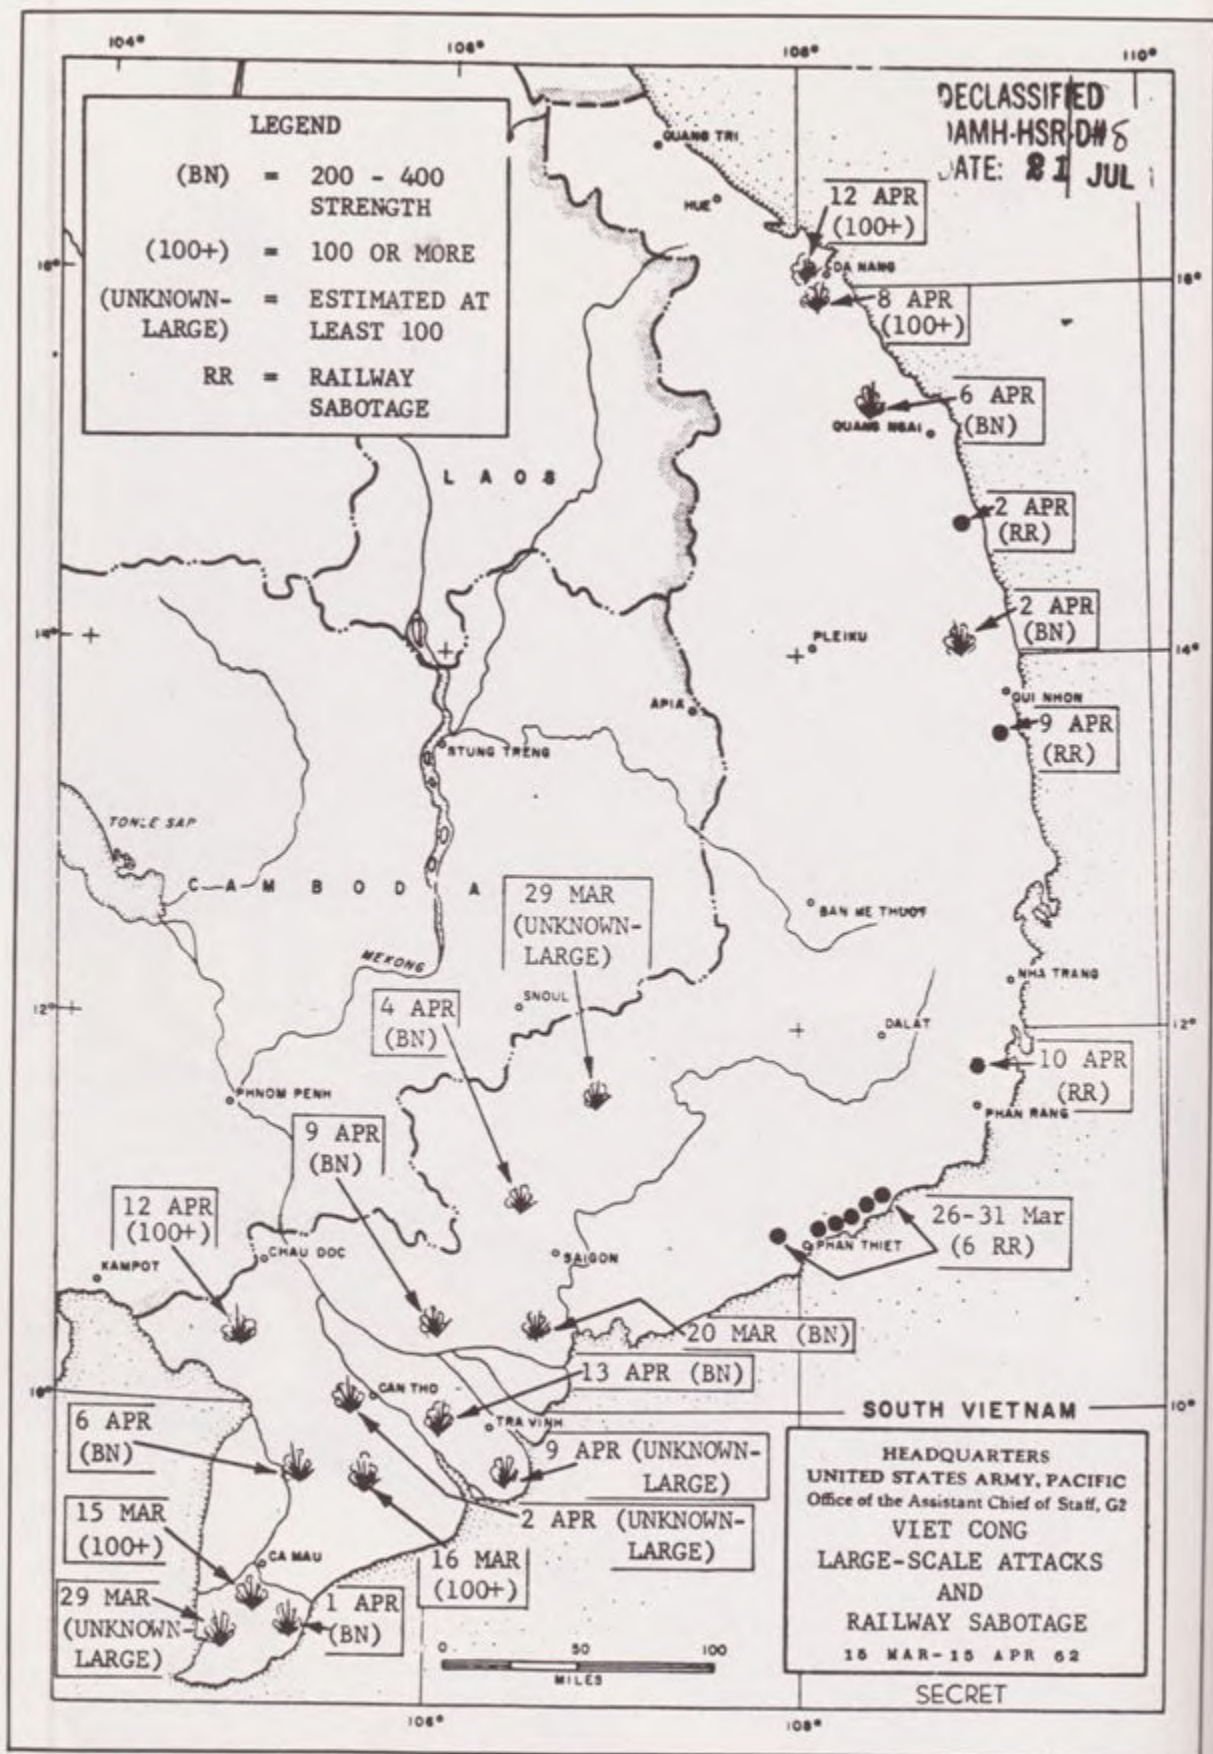 104°
106°
108°
110°
DECLASSIFIED
DATE: 21 JUL
LEGEND
(BN) = 200 - 400
STRENGTH
(100+) = 100 OR MORE
(UNKNOWN- = ESTIMATED AT
LARGE) LEAST 100
RR = RAILWAY
SABOTAGE
QUANG TRI
HUE
12 APR
(100+)
DA NANG
16°
16°
8 APR
(100+)
6 APR
(BN)
QUANG NGAI
LAOS
2 APR
(RR)
2 APR
(BN)
14°
14°
PLEIKU
QUI NHON
APIA
9 APR
(RR)
STUNG TRENG
TONLE SAP
CAMBODIA
29 MAR
(UNKNOWN-
LARGE)
BAN ME THUOT
MEKONG
NHA TRANG
SNOUL
4 APR
(BN)
12°
12°
DALAT
10 APR
(RR)
PHNOM PENH
PHAN RANG
9 APR
(BN)
12 APR
(100+)
26-31 Mar
(6 RR)
PHAN THIET
CHAU DOC
SAIGON
KAMPOT
20 MAR (BN)
13 APR (BN)
10°
10°
CAN THO
TRA VINH
SOUTH VIETNAM
6 APR
(BN)
9 APR (UNKNOWN-
LARGE)
15 MAR
(100+)
2 APR (UNKNOWN-
LARGE)
CA MAU
16 MAR
(100+)
29 MAR
(UNKNOWN-
LARGE)
1 APR
(BN)
0 50 100
MILES
HEADQUARTERS
UNITED STATES ARMY, PACIFIC
Office of the Assistant Chief of Staff, G2
VIET CONG
LARGE-SCALE ATTACKS
AND
RAILWAY SABOTAGE
15 MAR-15 APR 62
SECRET
106°
108°